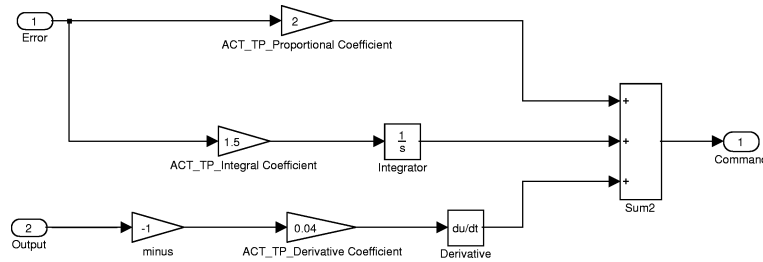 1
Error
2
ACT_TP_Proportional Coefficient
1.5
ACT_TP_Integral Coefficient
1
s
Integrator
2
Output
-1
minus
0.04
ACT_TP_Derivative Coefficient
du/dt
Derivative
+
+
+
Sum2
1
Command